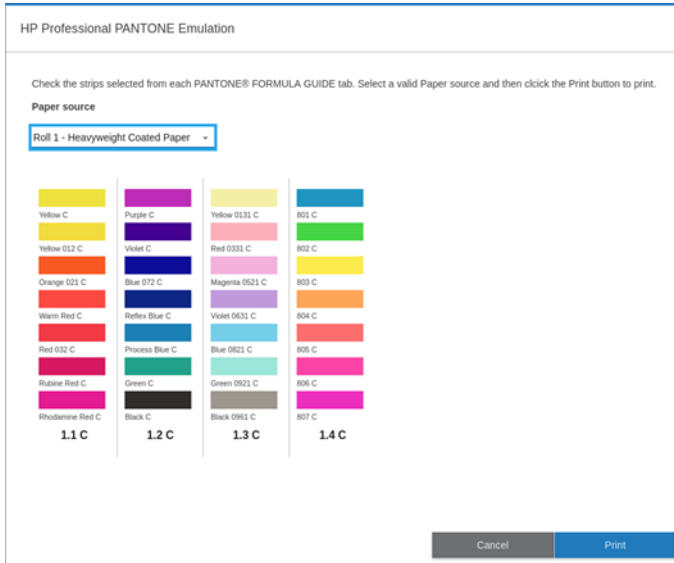 HP Professional PANTONE Emulation
Check the strips selected from each PANTONE® FORMULA GUIDE tab. Select a valid Paper source and then clcick the Print button to print.
Paper source
Roll 1 - Heavyweight Coated Paper
Yellow C
Purple C
Yellow 0131 C
801 C
Yellow 012 C
Violet C
Red 0331 C
802 C
Orange 021 C
Blue 072 C
Magenta 0521 C
803 C
Warm Red C
Reflex Blue C
Violet 0631 C
804 C
Red 032 C
Process Blue C
Blue 0821 C
805 C
Rubine Red C
Green C
Green 0921 C
806 C
Rhodamine Red C
Black C
Black 0961 C
807 C
1.1 C
1.2 C
1.3 C
1.4 C
Cancel
Print